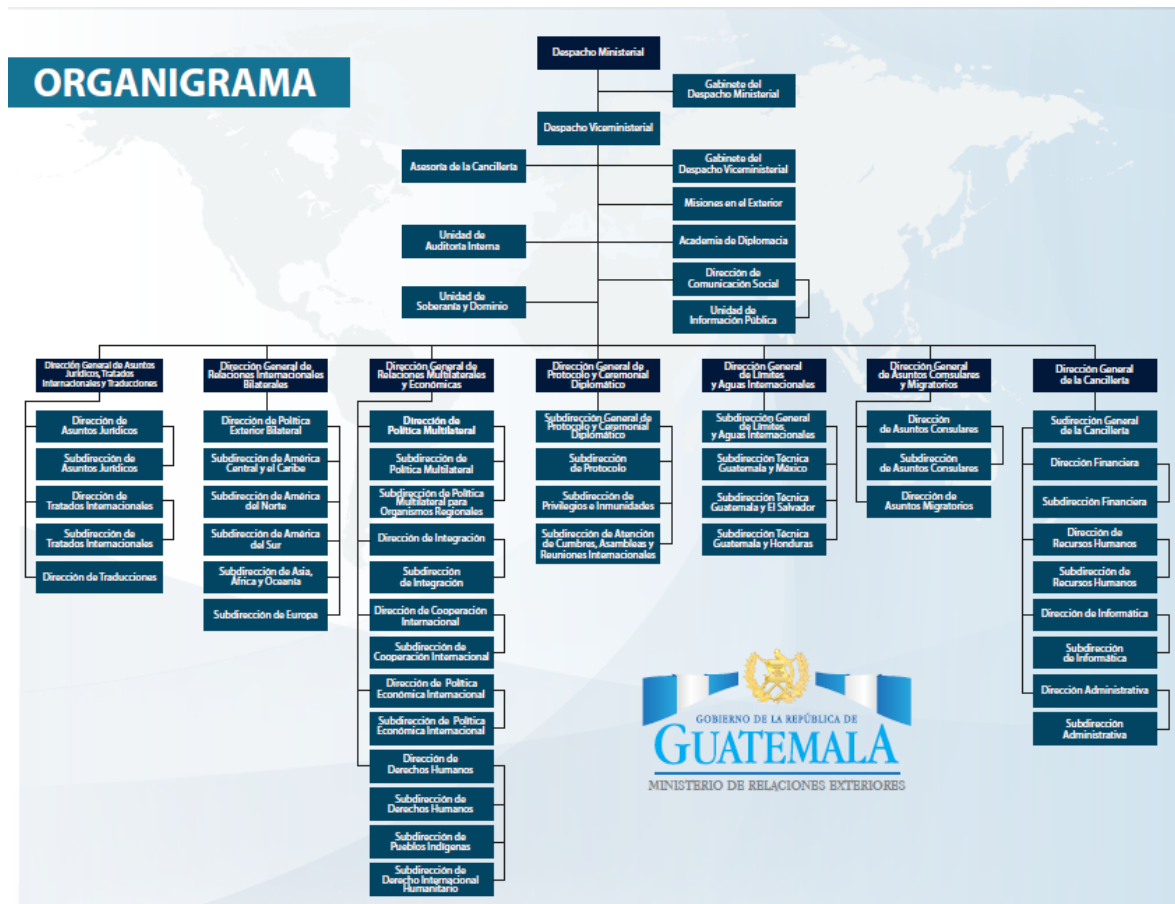 ORGANIGRAMA
Despacho Ministerial
Gabinete del
Despacho Ministerial
Despacho Viceministerial
Asesoría de la Cancillería
Gabinete del
Despacho Viceministerial
Misiones en el Exterior
Unidad de
Auditoría Interna
Academia de Diplomacia
Dirección de
Comunicación Social
Unidad de
Soberanía y Dominio
Unidad de
Información Pública
Dirección General de Asuntos
Jurídicos, Tratados
Internacionales y Traducciones
Dirección de
Asuntos Jurídicos
Subdirección de
Asuntos Jurídicos
Dirección de
Tratados Internacionales
Subdirección de
Tratados Internacionales
Dirección de Traducciones
Dirección General de
Relaciones Internacionales
Bilaterales
Dirección de Política
Exterior Bilateral
Subdirección de América
Central y el Caribe
Subdirección de América
del Norte
Subdirección de América
del Sur
Subdirección de Asia,
África y Oceanía
Subdirección de Europa
Dirección General de
Relaciones Multilaterales
y Económicas
Dirección de
Política Multilateral
Subdirección de
Política Multilateral
Subdirección de Política
Multilateral para
Organismos Regionales
Dirección de Integración
Subdirección
de Integración
Dirección de Cooperación
Internacional
Subdirección de
Cooperación Internacional
Dirección de Política
Económica Internacional
Subdirección de Política
Económica Internacional
Dirección de
Derechos Humanos
Subdirección de
Derechos Humanos
Subdirección de
Pueblos Indígenas
Subdirección de
Derecho Internacional
Humanitario
Dirección General de
Protocolo y Ceremonial
Diplomático
Subdirección General de
Protocolo y Ceremonial
Diplomático
Subdirección
de Protocolo
Subdirección de
Privilegios e Inmunidades
Subdirección de Atención
de Cumbres, Asambleas y
Reuniones Internacionales
Dirección General
de Límites
y Aguas Internacionales
Subdirección General
de Límites,
y Aguas Internacionales
Subdirección Técnica
Guatemala y México
Subdirección Técnica
Guatemala y El Salvador
Subdirección Técnica
Guatemala y Honduras
Dirección General
de Asuntos Consulares
y Migratorios
Dirección
de Asuntos Consulares
Subdirección
de Asuntos Consulares
Dirección de
Asuntos Migratorios
Dirección General
de la Cancillería
Sudirección General
de la Cancillería
Dirección Financiera
Subdirección Financiera
Dirección de
Recursos Humanos
Subdirección de
Recursos Humanos
Dirección de Informática
Subdirección
de Informática
Dirección Administrativa
Subdirección
Administrativa
GOBIERNO DE LA REPÚBLICA DE
GUATEMALA
MINISTERIO DE RELACIONES EXTERIORES